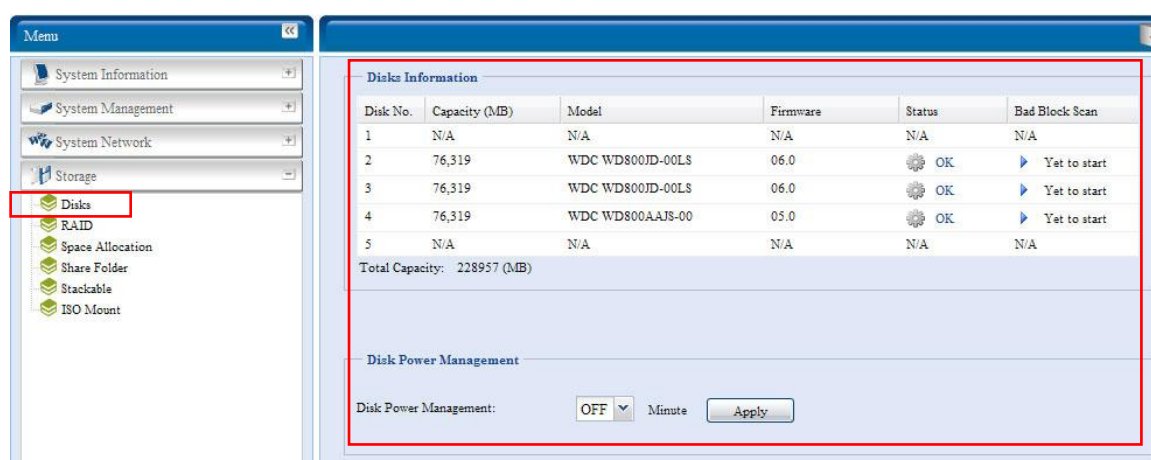 Menu
System Information
System Management
System Network
Storage
Disks
RAID
Space Allocation
Share Folder
Stackable
ISO Mount
Disks Information
Disk No. Capacity (MB) Model Firmware Status Bad Block Scan
1 N/A N/A N/A N/A N/A
2 76,319 WDC WD800JD-00LS 06.0 OK Yet to start
3 76,319 WDC WD800JD-00LS 06.0 OK Yet to start
4 76,319 WDC WD800AAJS-00 05.0 OK Yet to start
5 N/A N/A N/A N/A N/A
Total Capacity: 228957 (MB)
Disk Power Management
Disk Power Management: OFF Minute Apply